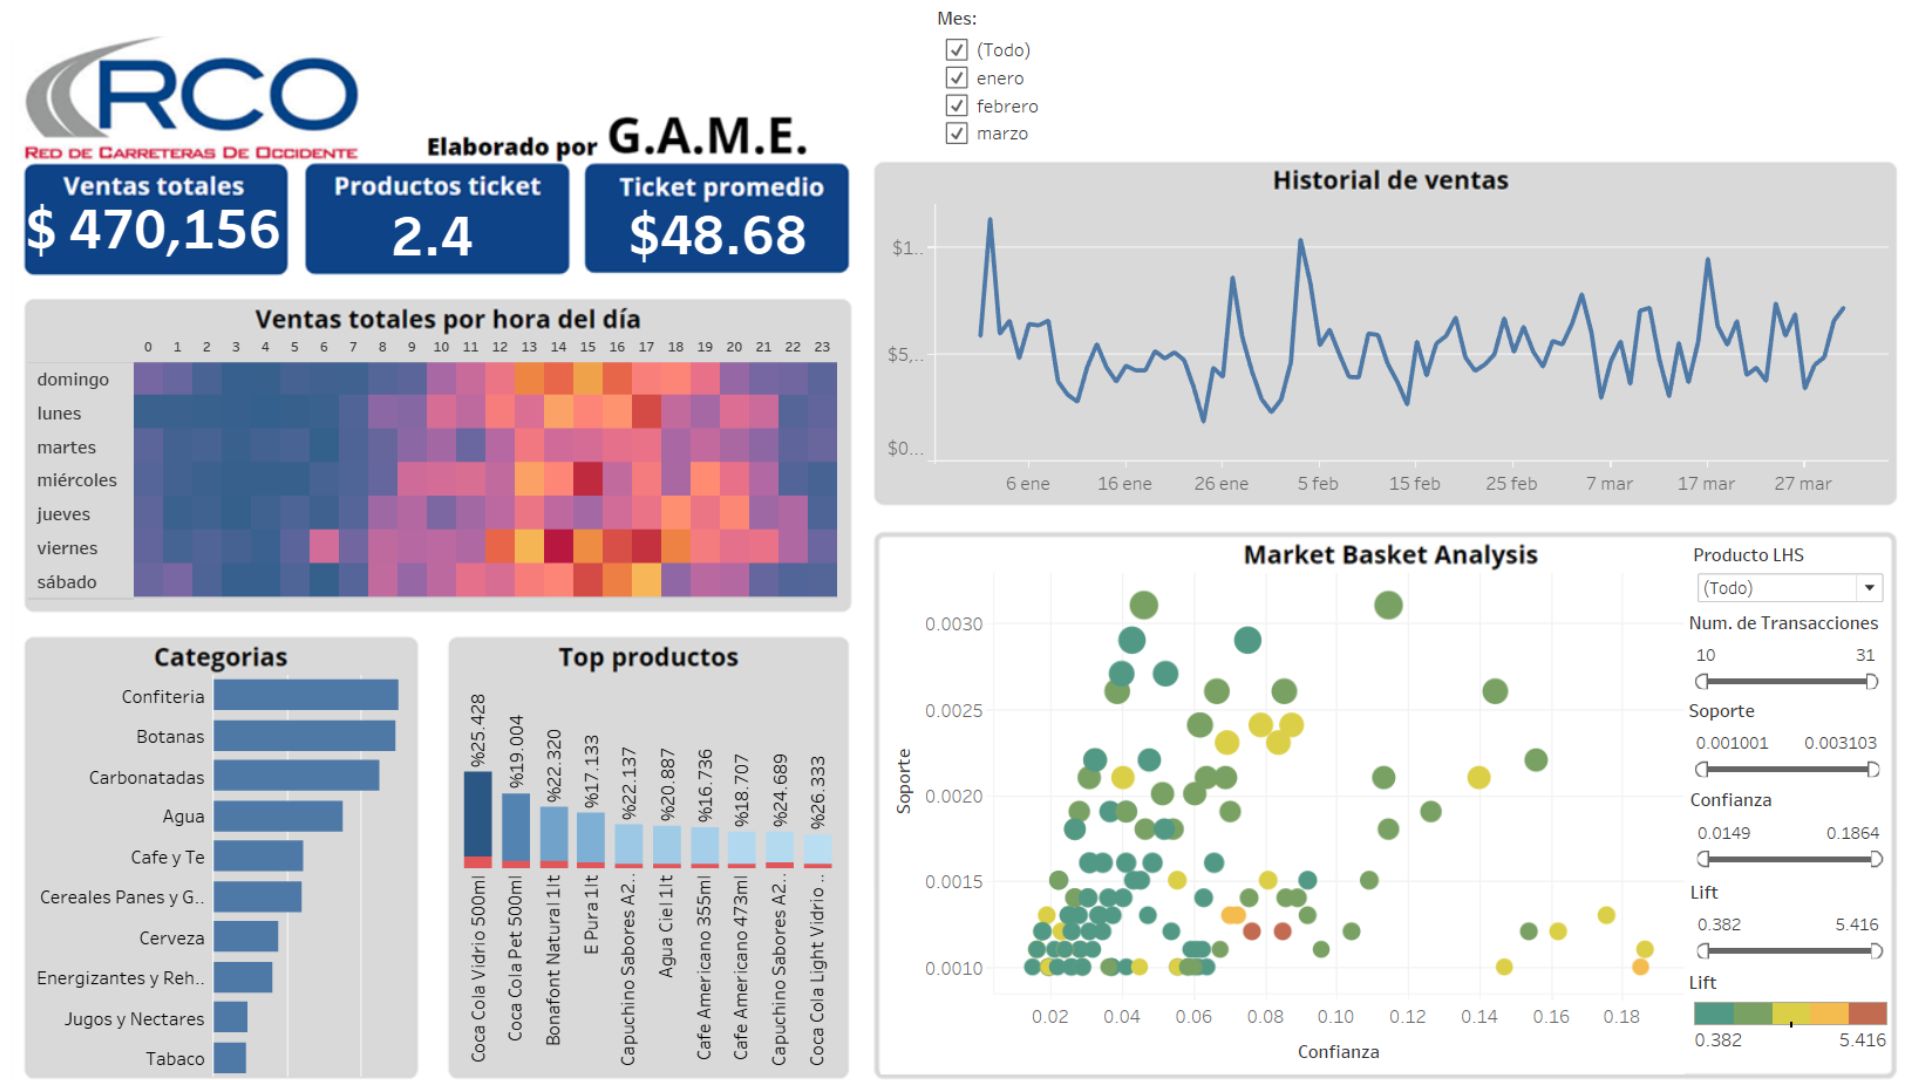 RCO
RED DE CARRETERAS DE OCCIDENTE
Elaborado por G.A.M.E.
Mes:
(Todo)
enero
febrero
marzo
Ventas totales
$ 470,156
Productos ticket
2.4
Ticket promedio
$48.68
Historial de ventas
$1..
$5,..
$0...
6 ene 16 ene 26 ene 5 feb 15 feb 25 feb 7 mar 17 mar 27 mar
Ventas totales por hora del día
0 1 2 3 4 5 6 7 8 9 10 11 12 13 14 15 16 17 18 19 20 21 22 23
domingo
lunes
martes
miércoles
jueves
viernes
sábado
Categorias
Confiteria
Botanas
Carbonatadas
Agua
Cafe y Te
Cereales Panes y G..
Cerveza
Energizantes y Reh..
Jugos y Nectares
Tabaco
Top productos
%25.428
%19.004
%22.320
%17.133
%22.137
%20.887
%16.736
%18.707
%24.689
%26.333
Coca Cola Vidrio 500ml
Coca Cola Pet 500ml
Bonafont Natural 1lt
E Pura 1lt
Capuchino Sabores A2..
Agua Ciel 1lt
Cafe Americano 355ml
Cafe Americano 473ml
Capuchino Sabores A2..
Coca Cola Light Vidrio ..
Market Basket Analysis
Soporte
0.0030
0.0025
0.0020
0.0015
0.0010
0.02 0.04 0.06 0.08 0.10 0.12 0.14 0.16 0.18
Confianza
Producto LHS
(Todo)
Num. de Transacciones
10 31
Soporte
0.001001 0.003103
Confianza
0.0149 0.1864
Lift
0.382 5.416
Lift
0.382 5.416